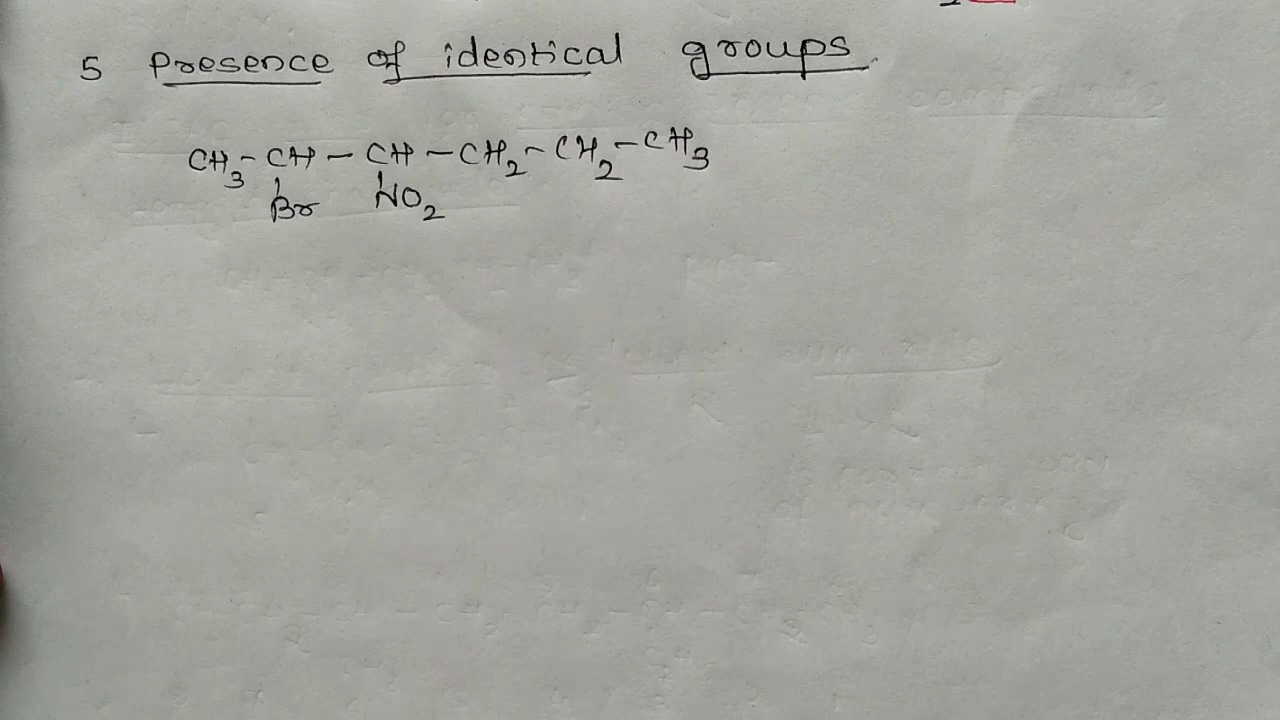 5 Presence of identical groups.
CH3-CH-CH-CH2-CH2-CH3
Br NO2